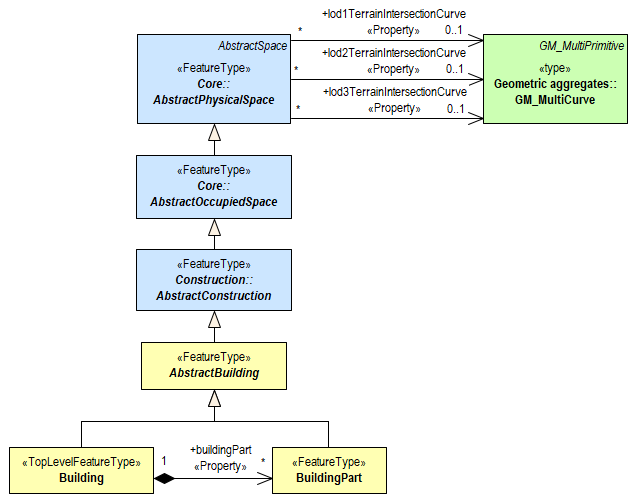 +lod1TerrainIntersectionCurve
* «Property» 0..1
AbstractSpace
«FeatureType»
Core::
AbstractPhysicalSpace
+lod2TerrainIntersectionCurve
* «Property» 0..1
+lod3TerrainIntersectionCurve
* «Property» 0..1
GM_MultiPrimitive
«type»
Geometric aggregates::
GM_MultiCurve
«FeatureType»
Core::
AbstractOccupiedSpace
«FeatureType»
Construction::
AbstractConstruction
«FeatureType»
AbstractBuilding
«TopLevelFeatureType»
Building
+buildingPart
1 «Property» *
«FeatureType»
BuildingPart